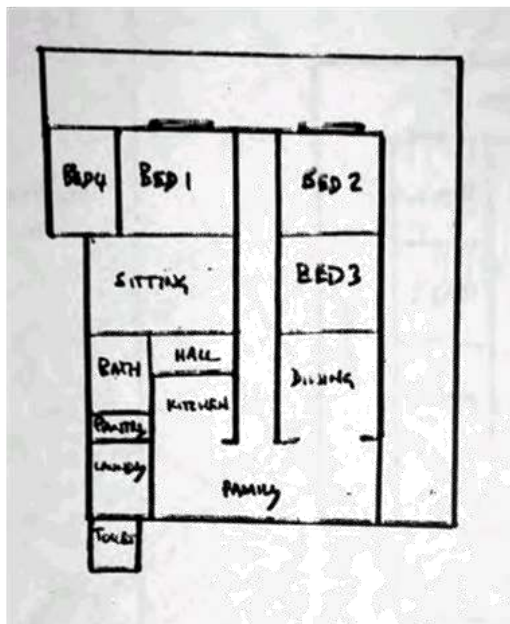 BED4
BED 1
BED 2
SITTING
BED3
BATH
HALL
DINING
KITCHEN
PANTRY
LAUNDRY
FAMILY
TOILET